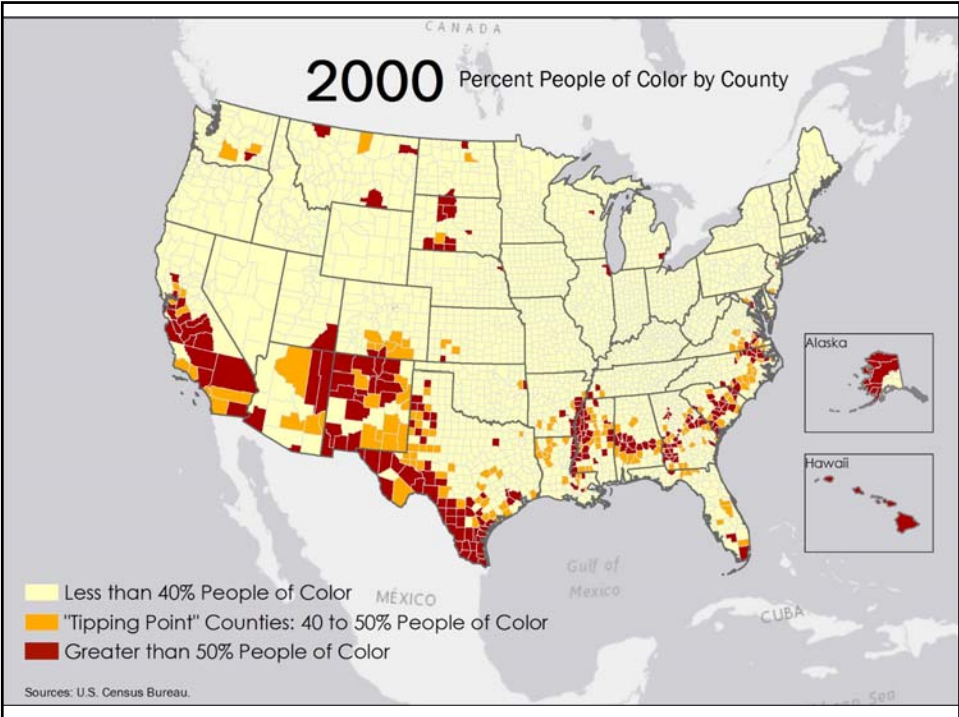 CANADA
2000 Percent People of Color by County
Alaska
Hawaii
Gulf of
Mexico
MÉXICO
CUBA
Less than 40% People of Color
"Tipping Point" Counties: 40 to 50% People of Color
Greater than 50% People of Color
Sources: U.S. Census Bureau.
Sea